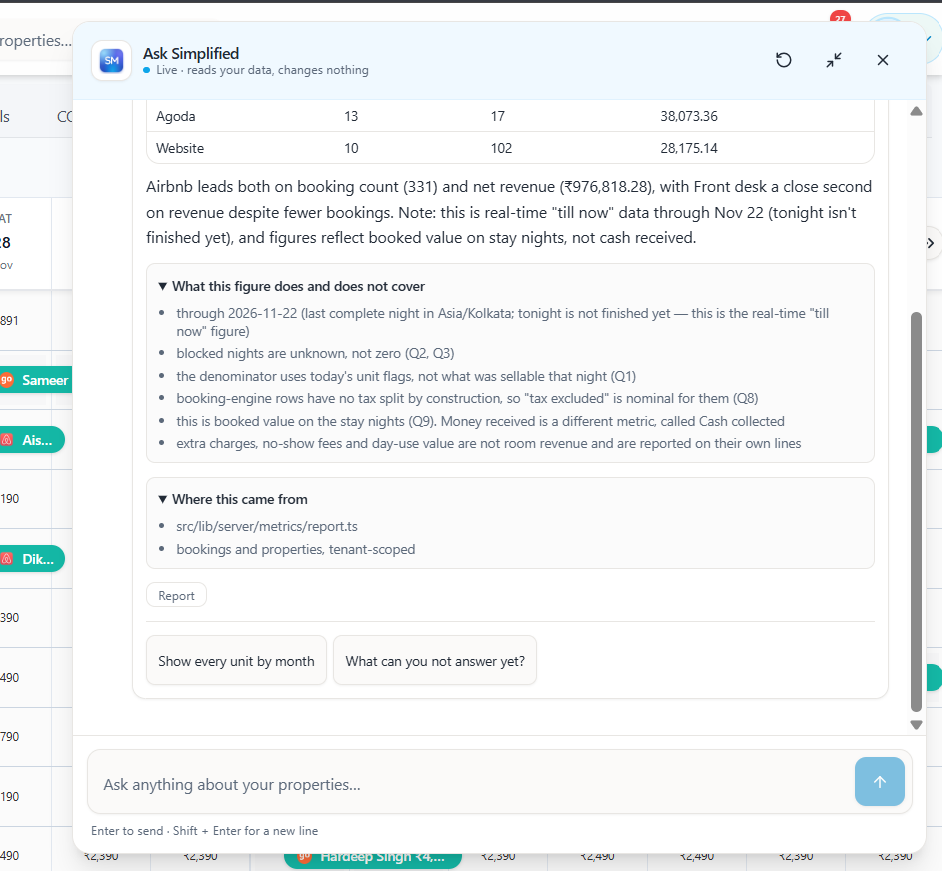 27
roperties...
SM
Ask Simplified
Live · reads your data, changes nothing
ls
CC
Agoda 13 17 38,073.36
Website 10 102 28,175.14
Airbnb leads both on booking count (331) and net revenue (₹976,818.28), with Front desk a close second
on revenue despite fewer bookings. Note: this is real-time "till now" data through Nov 22 (tonight isn't
finished yet), and figures reflect booked value on stay nights, not cash received.
AT
28
ov
What this figure does and does not cover
through 2026-11-22 (last complete night in Asia/Kolkata; tonight is not finished yet — this is the real-time "till
now" figure)
blocked nights are unknown, not zero (Q2, Q3)
the denominator uses today's unit flags, not what was sellable that night (Q1)
booking-engine rows have no tax split by construction, so "tax excluded" is nominal for them (Q8)
this is booked value on the stay nights (Q9). Money received is a different metric, called Cash collected
extra charges, no-show fees and day-use value are not room revenue and are reported on their own lines
891
go Sameer
Ais...
190
Where this came from
src/lib/server/metrics/report.ts
bookings and properties, tenant-scoped
Dik...
Report
390
Show every unit by month
What can you not answer yet?
490
790
Ask anything about your properties...
190
Enter to send · Shift + Enter for a new line
490
₹2,390
₹2,390
go Hardeep Singh ₹4,...
₹2,390
₹2,490
₹2,490
₹2,390
₹2,390